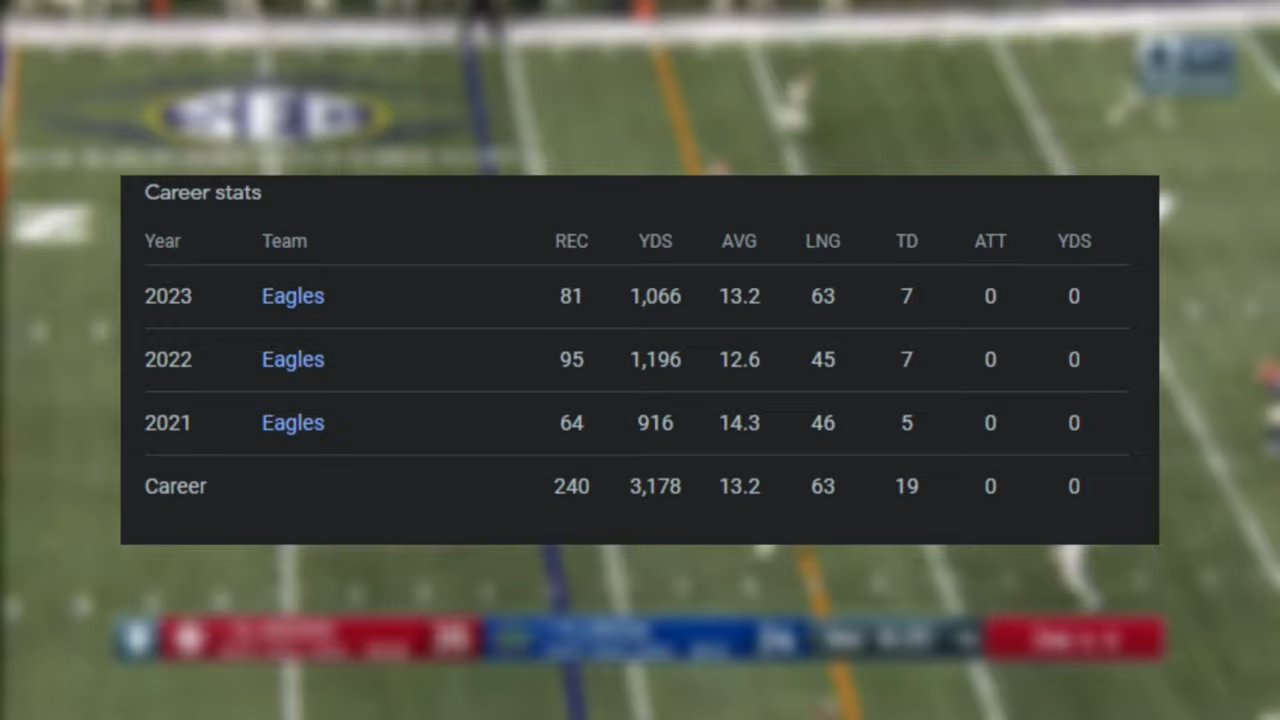 SEC
Career stats
Year Team REC YDS AVG LNG TD ATT YDS
2023 Eagles 81 1,066 13.2 63 7 0 0
2022 Eagles 95 1,196 12.6 45 7 0 0
2021 Eagles 64 916 14.3 46 5 0 0
Career 240 3,178 13.2 63 19 0 0